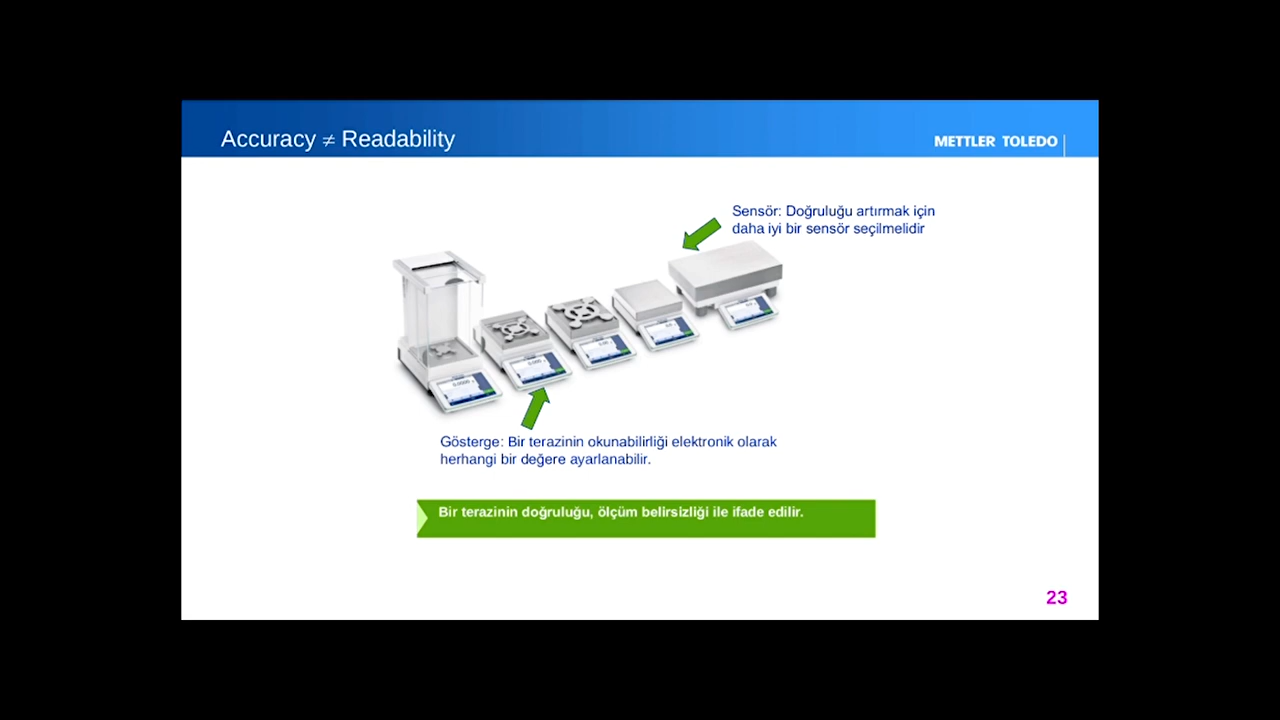 Accuracy ≠ Readability
METTLER TOLEDO
Sensör: Doğruluğu artırmak için
daha iyi bir sensör seçilmelidir
Gösterge: Bir terazinin okunabilirliği elektronik olarak
herhangi bir değere ayarlanabilir.
Bir terazinin doğruluğu, ölçüm belirsizliği ile ifade edilir.
23